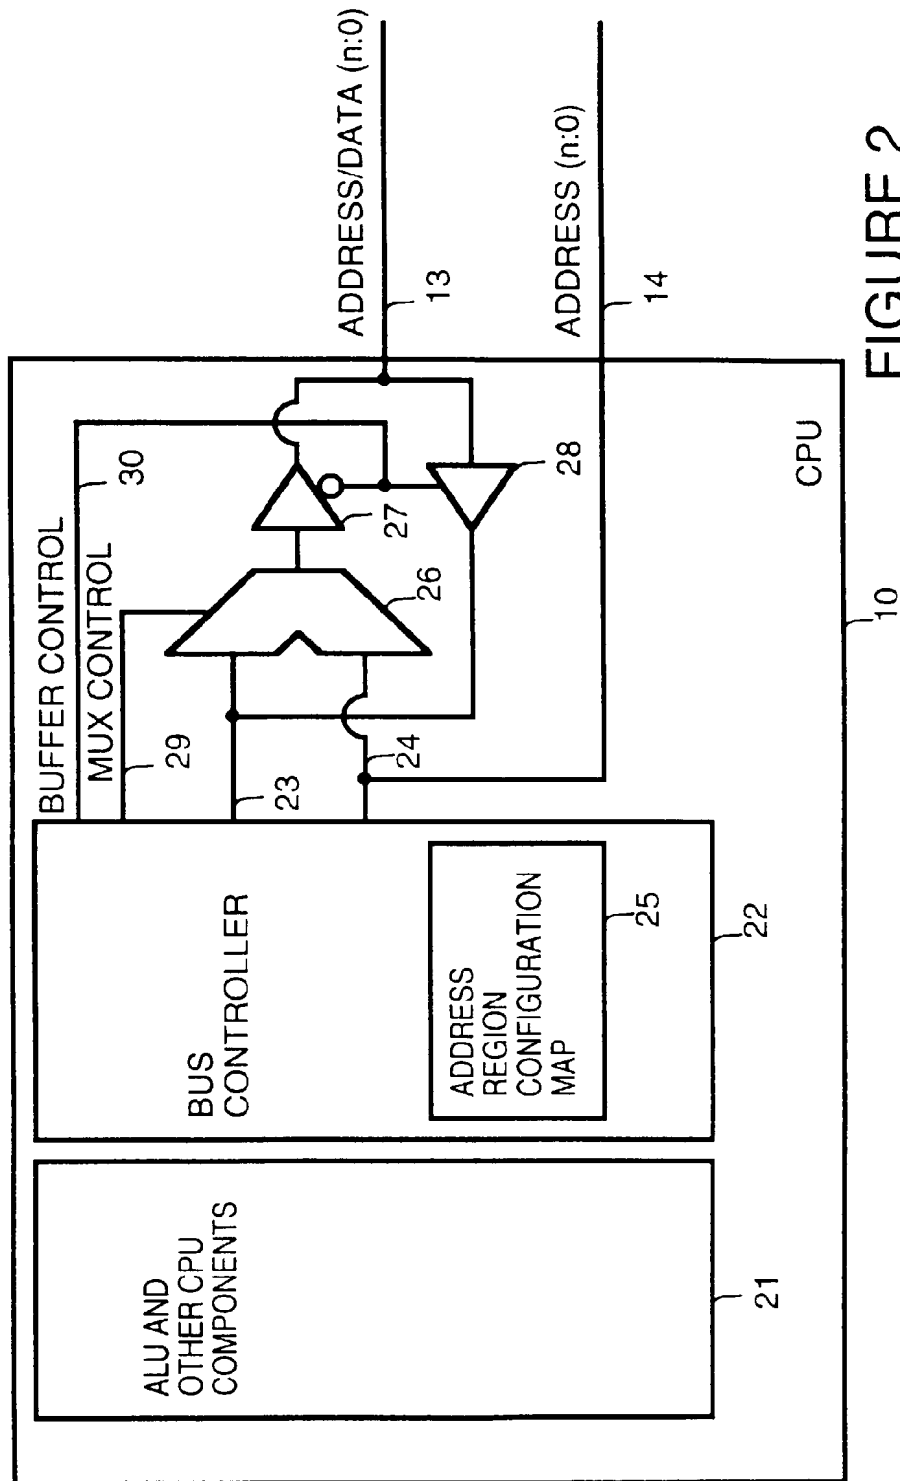 ALU AND
OTHER CPU
COMPONENTS
21
BUS
CONTROLLER
ADDRESS
REGION
CONFIGURATION
MAP
25
22
BUFFER CONTROL
30
MUX CONTROL
29
23
24
26
27
28
CPU
10
ADDRESS/DATA (n:0)
13
ADDRESS (n:0)
14
FIGURE 2